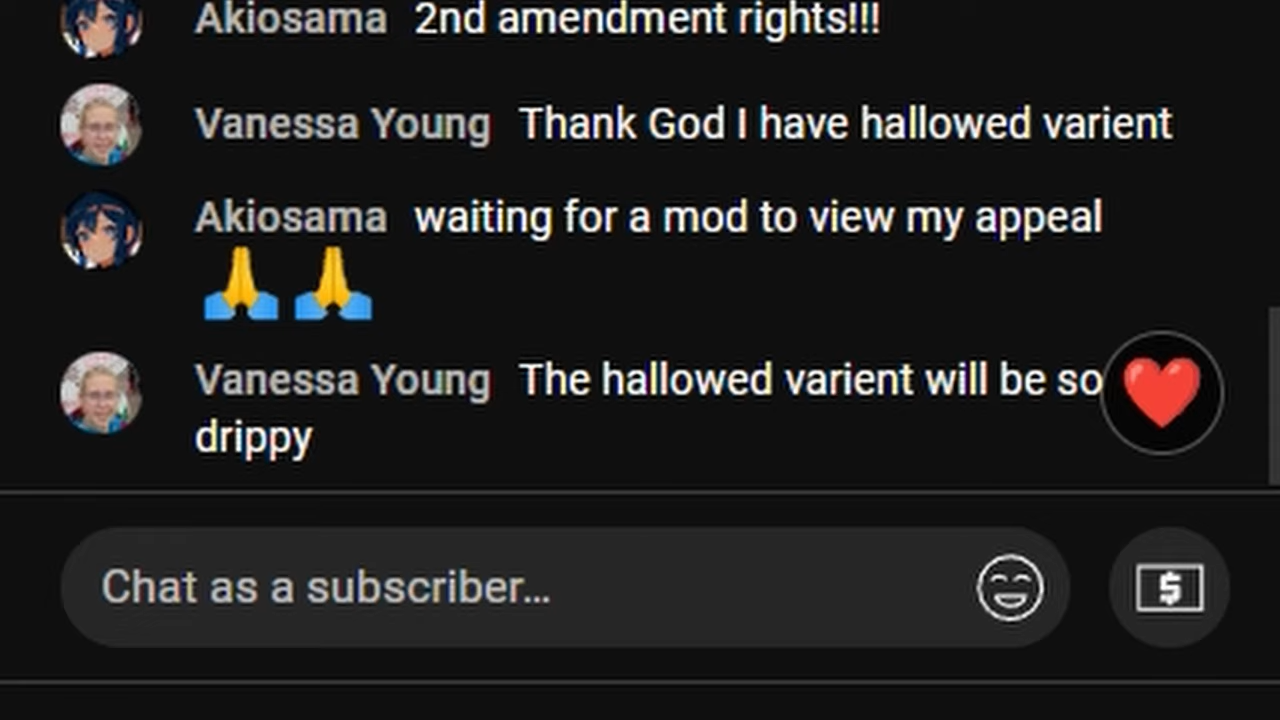 Akiosama 2nd amendment rights!!!
Vanessa Young Thank God I have hallowed varient
Akiosama waiting for a mod to view my appeal
🙏🙏
Vanessa Young The hallowed varient will be so
drippy
Chat as a subscriber...
$